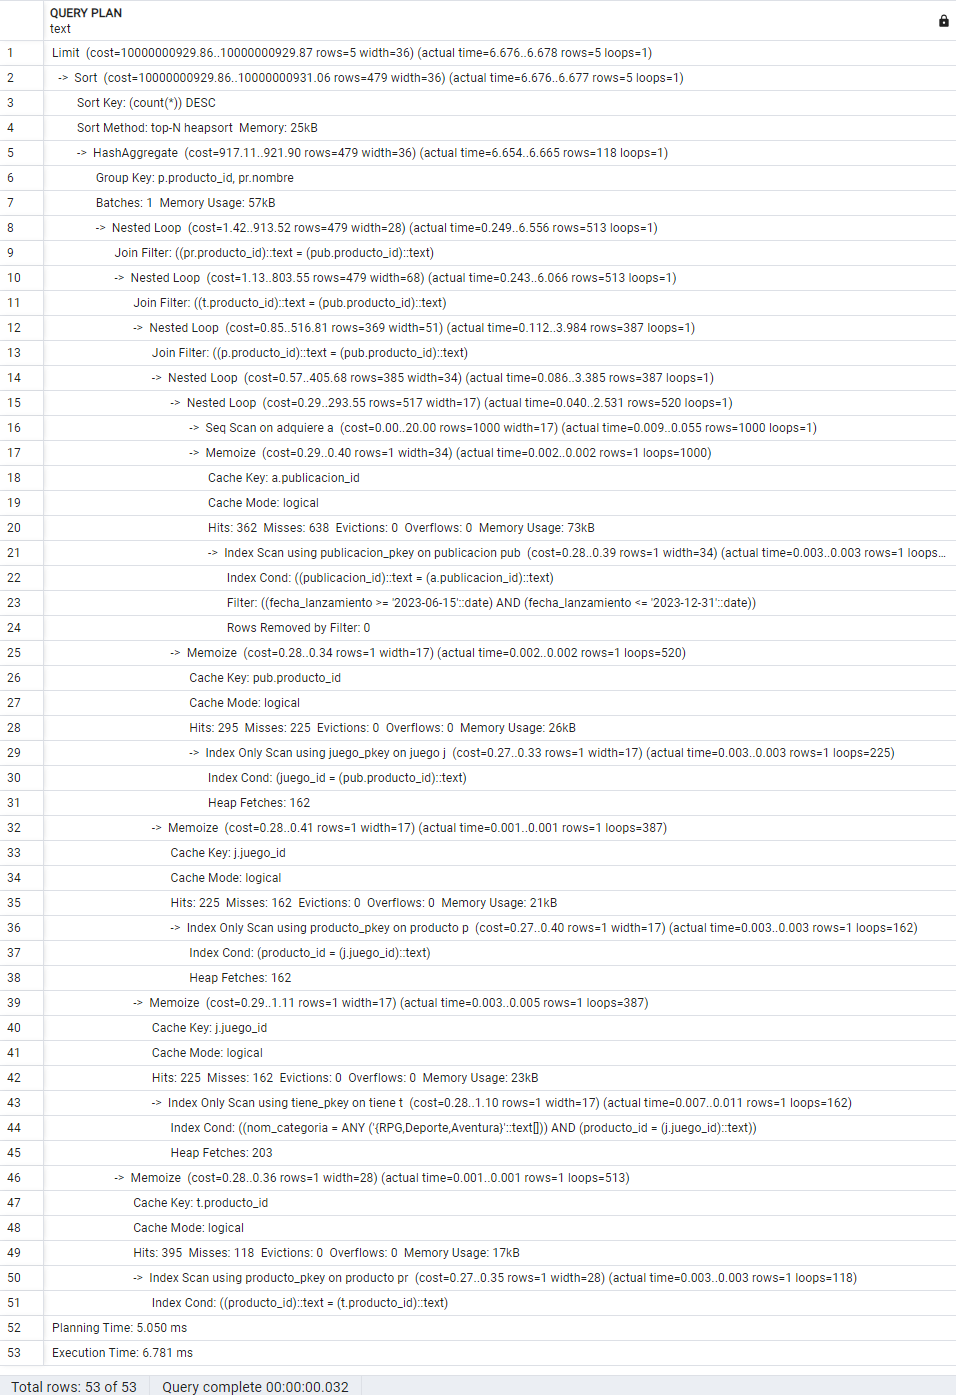 QUERY PLAN
text
1 Limit (cost=10000000929.86..10000000929.87 rows=5 width=36) (actual time=6.676..6.678 rows=5 loops=1)
2 -> Sort (cost=10000000929.86..10000000931.06 rows=479 width=36) (actual time=6.676..6.677 rows=5 loops=1)
3 Sort Key: (count(*)) DESC
4 Sort Method: top-N heapsort Memory: 25kB
5 -> HashAggregate (cost=917.11..921.90 rows=479 width=36) (actual time=6.654..6.665 rows=118 loops=1)
6 Group Key: p.producto_id, pr.nombre
7 Batches: 1 Memory Usage: 57kB
8 -> Nested Loop (cost=1.42..913.52 rows=479 width=28) (actual time=0.249..6.556 rows=513 loops=1)
9 Join Filter: ((pr.producto_id)::text = (pub.producto_id)::text)
10 -> Nested Loop (cost=1.13..803.55 rows=479 width=68) (actual time=0.243..6.066 rows=513 loops=1)
11 Join Filter: ((t.producto_id)::text = (pub.producto_id)::text)
12 -> Nested Loop (cost=0.85..516.81 rows=369 width=51) (actual time=0.112..3.984 rows=387 loops=1)
13 Join Filter: ((p.producto_id)::text = (pub.producto_id)::text)
14 -> Nested Loop (cost=0.57..405.68 rows=385 width=34) (actual time=0.086..3.385 rows=387 loops=1)
15 -> Nested Loop (cost=0.29..293.55 rows=517 width=17) (actual time=0.040..2.531 rows=520 loops=1)
16 -> Seq Scan on adquiere a (cost=0.00..20.00 rows=1000 width=17) (actual time=0.009..0.055 rows=1000 loops=1)
17 -> Memoize (cost=0.29..0.40 rows=1 width=34) (actual time=0.002..0.002 rows=1 loops=1000)
18 Cache Key: a.publicacion_id
19 Cache Mode: logical
20 Hits: 362 Misses: 638 Evictions: 0 Overflows: 0 Memory Usage: 73kB
21 -> Index Scan using publicacion_pkey on publicacion pub (cost=0.28..0.39 rows=1 width=34) (actual time=0.003..0.003 rows=1 loops...
22 Index Cond: ((publicacion_id)::text = (a.publicacion_id)::text)
23 Filter: ((fecha_lanzamiento >= '2023-06-15'::date) AND (fecha_lanzamiento <= '2023-12-31'::date))
24 Rows Removed by Filter: 0
25 -> Memoize (cost=0.28..0.34 rows=1 width=17) (actual time=0.002..0.002 rows=1 loops=520)
26 Cache Key: pub.producto_id
27 Cache Mode: logical
28 Hits: 295 Misses: 225 Evictions: 0 Overflows: 0 Memory Usage: 26kB
29 -> Index Only Scan using juego_pkey on juego j (cost=0.27..0.33 rows=1 width=17) (actual time=0.003..0.003 rows=1 loops=225)
30 Index Cond: (juego_id = (pub.producto_id)::text)
31 Heap Fetches: 162
32 -> Memoize (cost=0.28..0.41 rows=1 width=17) (actual time=0.001..0.001 rows=1 loops=387)
33 Cache Key: j.juego_id
34 Cache Mode: logical
35 Hits: 225 Misses: 162 Evictions: 0 Overflows: 0 Memory Usage: 21kB
36 -> Index Only Scan using producto_pkey on producto p (cost=0.27..0.40 rows=1 width=17) (actual time=0.003..0.003 rows=1 loops=162)
37 Index Cond: (producto_id = (j.juego_id)::text)
38 Heap Fetches: 162
39 -> Memoize (cost=0.29..1.11 rows=1 width=17) (actual time=0.003..0.005 rows=1 loops=387)
40 Cache Key: j.juego_id
41 Cache Mode: logical
42 Hits: 225 Misses: 162 Evictions: 0 Overflows: 0 Memory Usage: 23kB
43 -> Index Only Scan using tiene_pkey on tiene t (cost=0.28..1.10 rows=1 width=17) (actual time=0.007..0.011 rows=1 loops=162)
44 Index Cond: ((nom_categoria = ANY ('{RPG,Deporte,Aventura}'::text[])) AND (producto_id = (j.juego_id)::text))
45 Heap Fetches: 203
46 -> Memoize (cost=0.28..0.36 rows=1 width=28) (actual time=0.001..0.001 rows=1 loops=513)
47 Cache Key: t.producto_id
48 Cache Mode: logical
49 Hits: 395 Misses: 118 Evictions: 0 Overflows: 0 Memory Usage: 17kB
50 -> Index Scan using producto_pkey on producto pr (cost=0.27..0.35 rows=1 width=28) (actual time=0.003..0.003 rows=1 loops=118)
51 Index Cond: ((producto_id)::text = (t.producto_id)::text)
52 Planning Time: 5.050 ms
53 Execution Time: 6.781 ms
Total rows: 53 of 53 Query complete 00:00:00.032